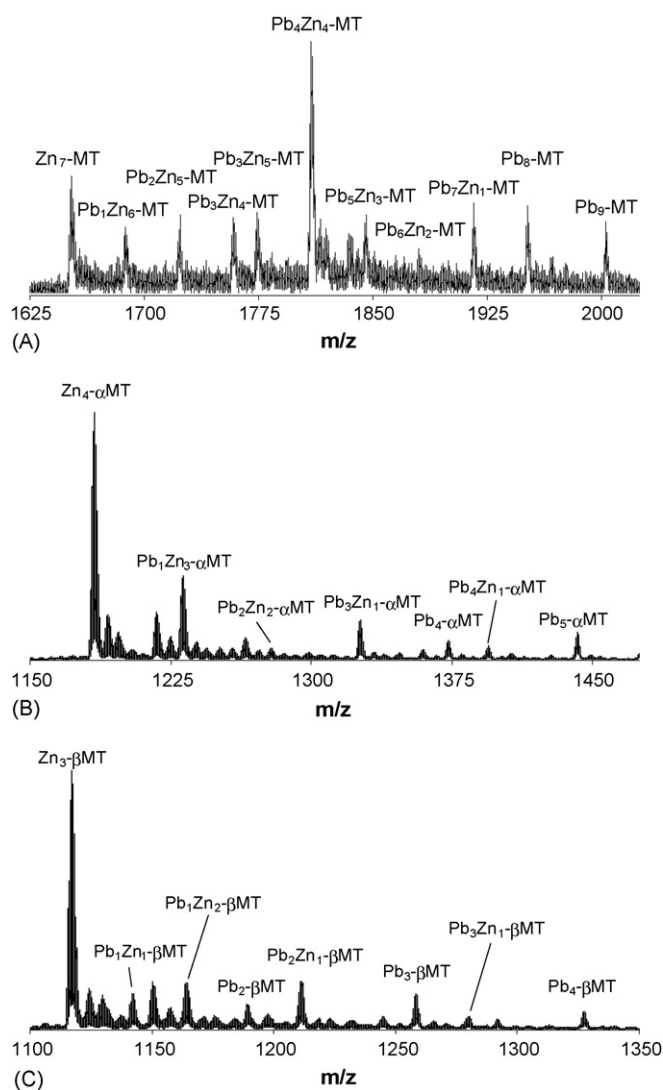 Pb₄Zn₄-MT
Zn₇-MT
Pb₁Zn₆-MT
Pb₂Zn₅-MT
Pb₃Zn₄-MT
Pb₃Zn₅-MT
Pb₅Zn₃-MT
Pb₆Zn₂-MT
Pb₇Zn₁-MT
Pb₈-MT
Pb₉-MT
1625 1700 1775 1850 1925 2000
(A) m/z
Zn₄-αMT
Pb₁Zn₃-αMT
Pb₂Zn₂-αMT
Pb₃Zn₁-αMT
Pb₄-αMT
Pb₄Zn₁-αMT
Pb₅-αMT
1150 1225 1300 1375 1450
(B) m/z
Zn₃-βMT
Pb₁Zn₁-βMT
Pb₁Zn₂-βMT
Pb₂-βMT
Pb₂Zn₁-βMT
Pb₃-βMT
Pb₃Zn₁-βMT
Pb₄-βMT
1100 1150 1200 1250 1300 1350
(C) m/z